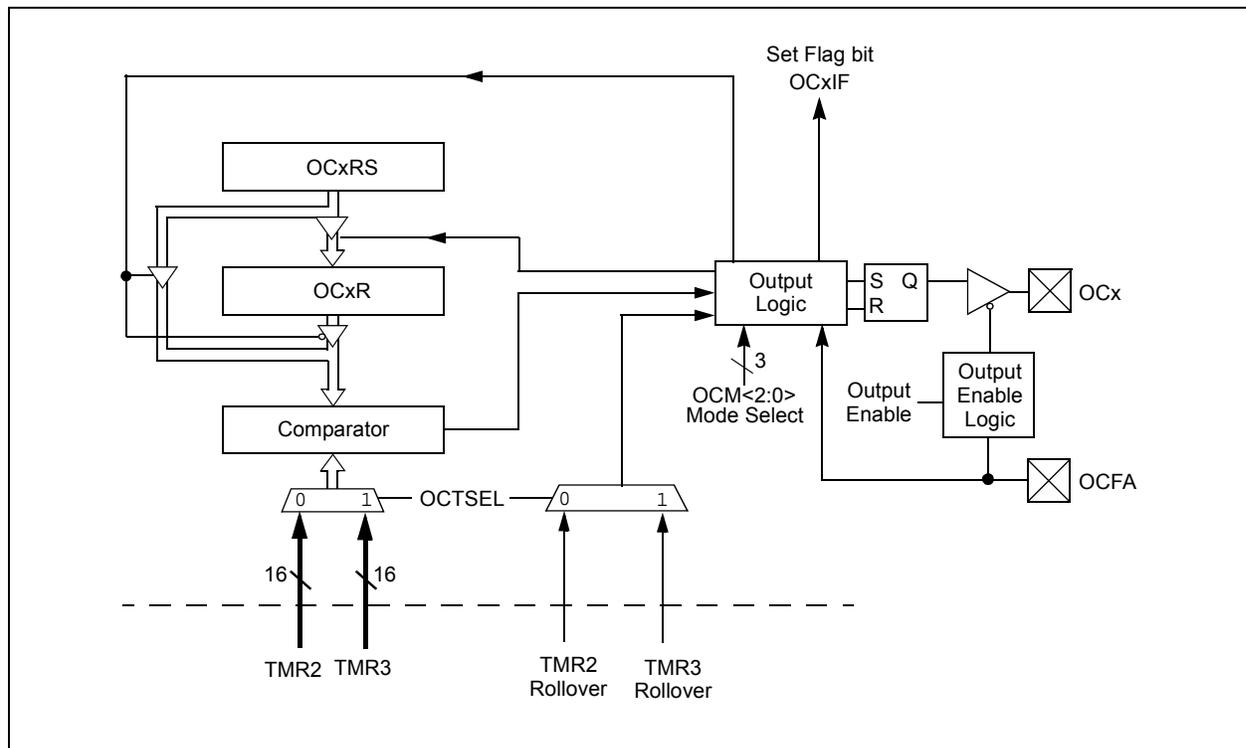 Set Flag bit
OCxIF
OCxRS
OCxR
Output
Logic
S Q
R
OCx
3
OCM<2:0>
Mode Select
Output
Enable
Output
Enable
Logic
Comparator
0 1
OCTSEL
0 1
OCFA
16
16
TMR2
TMR3
TMR2
Rollover
TMR3
Rollover